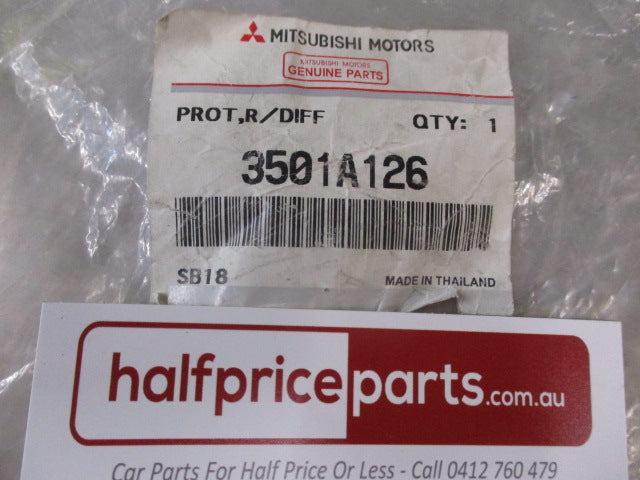 MITSUBISHI MOTORS
MITSUBISHI MOTORS
GENUINE PARTS
PROT,R/DIFF QTY: 1
3501A126
SB18 MADE IN THAILAND
halfpriceparts.com.au
Car Parts For Half Price Or Less - Call 0412 760 479